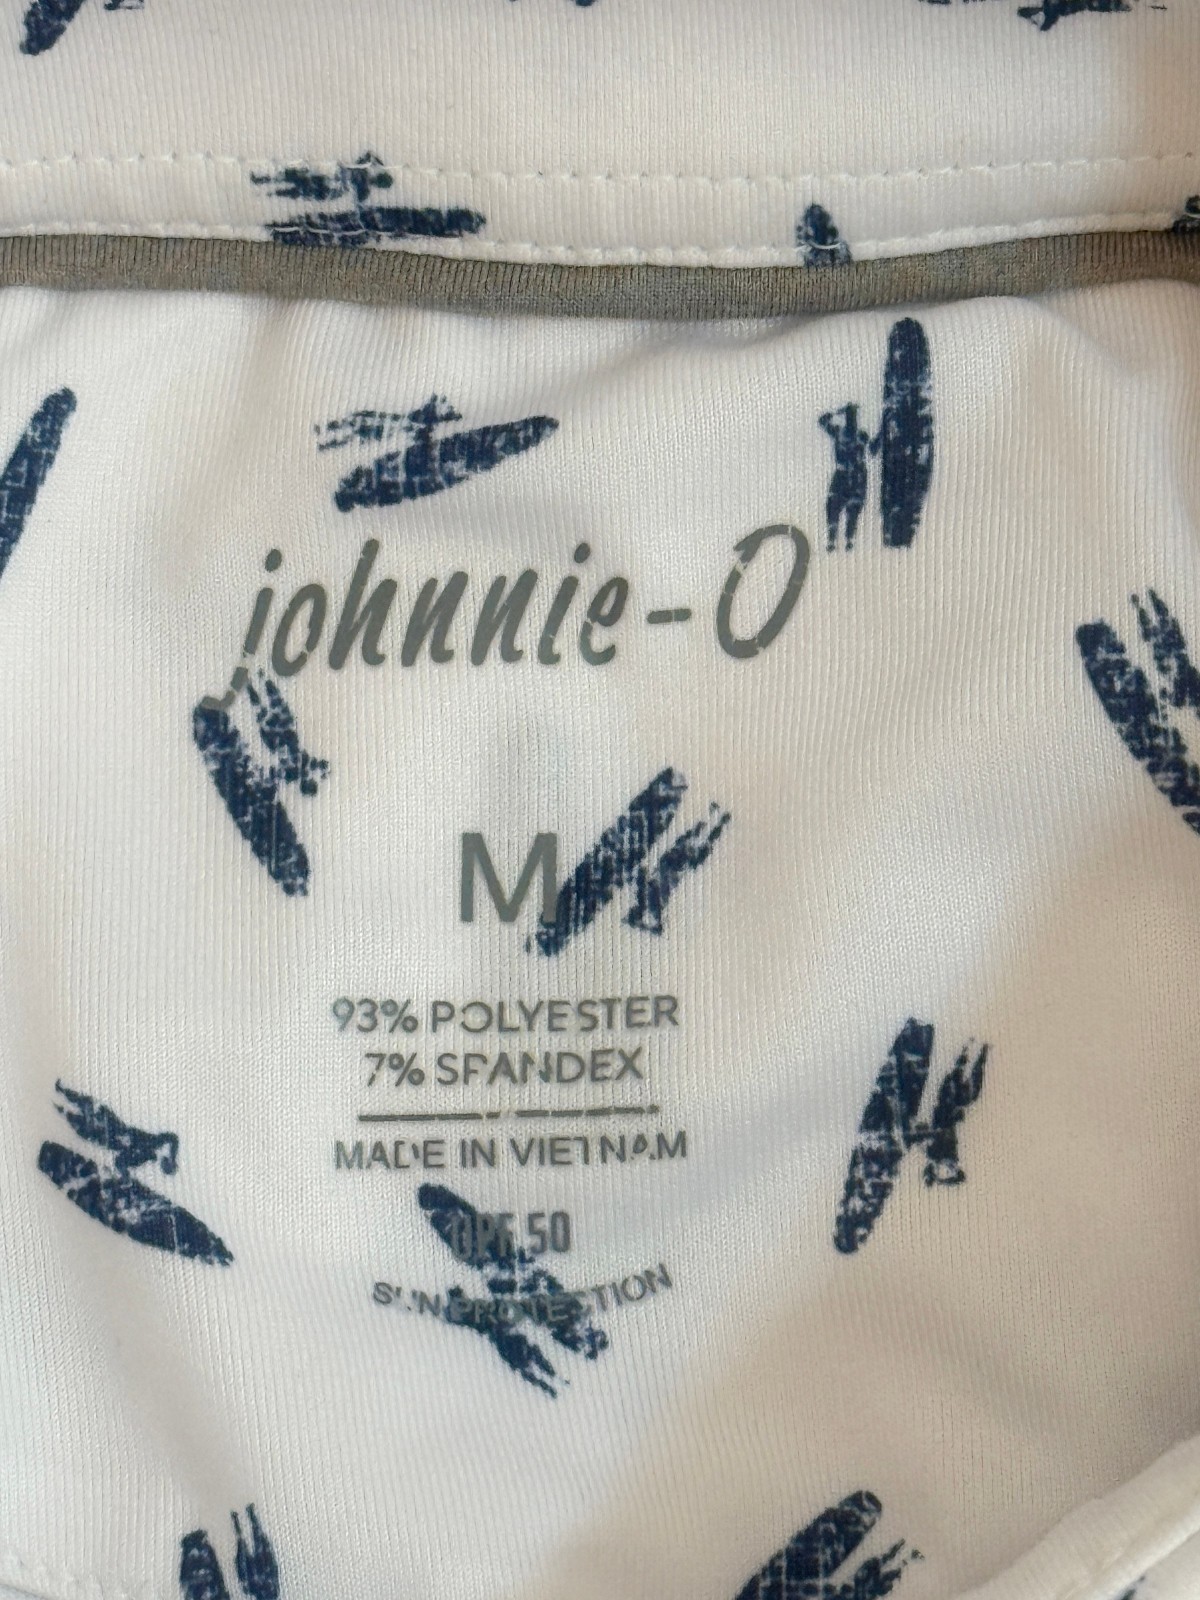 johnnie-O
M
93% POLYESTER
7% SPANDEX
MADE IN VIETNAM
UPF 50
SUN PROTECTION